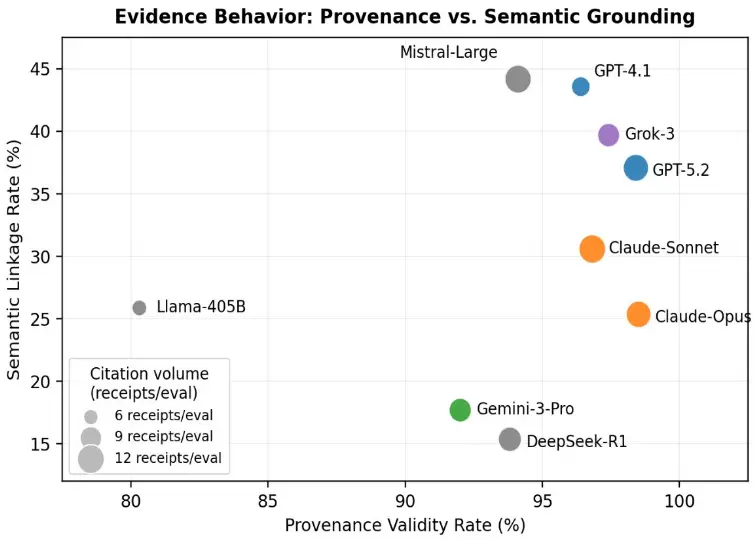 Evidence Behavior: Provenance vs. Semantic Grounding
Mistral-Large
GPT-4.1
Grok-3
GPT-5.2
Claude-Sonnet
Llama-405B
Claude-Opus
Gemini-3-Pro
DeepSeek-R1
Citation volume
(receipts/eval)
6 receipts/eval
9 receipts/eval
12 receipts/eval
Semantic Linkage Rate (%)
45
40
35
30
25
20
15
80
85
90
95
100
Provenance Validity Rate (%)